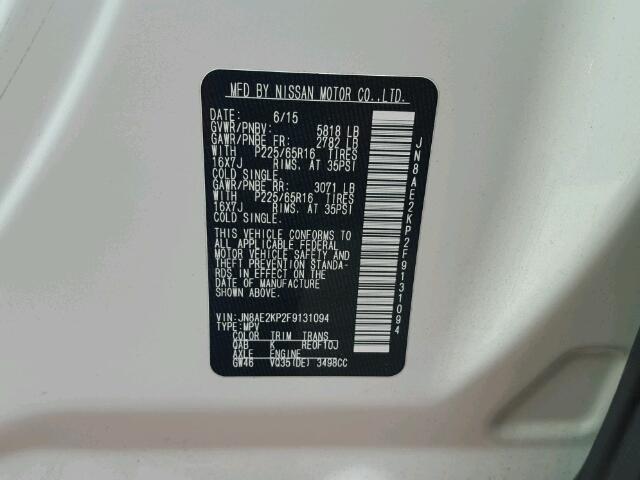 MFD BY NISSAN MOTOR CO.,LTD.
DATE: 6/15
GVWR/PNBV: 5818 LB
GAWR/PNBE FR: 2782 LB
WITH P225/65R16 TIRES
16X7J RIMS. AT 35PSI
COLD SINGLE.
GAWR/PNBE RR: 3071 LB
WITH P225/65R16 TIRES
16X7J RIMS. AT 35PSI
COLD SINGLE.
THIS VEHICLE CONFORMS TO
ALL APPLICABLE FEDERAL
MOTOR VEHICLE SAFETY AND
THEFT PREVENTION STANDA-
RDS IN EFFECT ON THE
DATE OF MANUFACTURE
SHOWN ABOVE.
VIN:JN8AE2KP2F9131094
TYPE:MPV
COLOR TRIM TRANS
QAB K RE0F10J
AXLE ENGINE
GW46 VQ35(DE) 3498CC
JN8AE2KP2F9131094